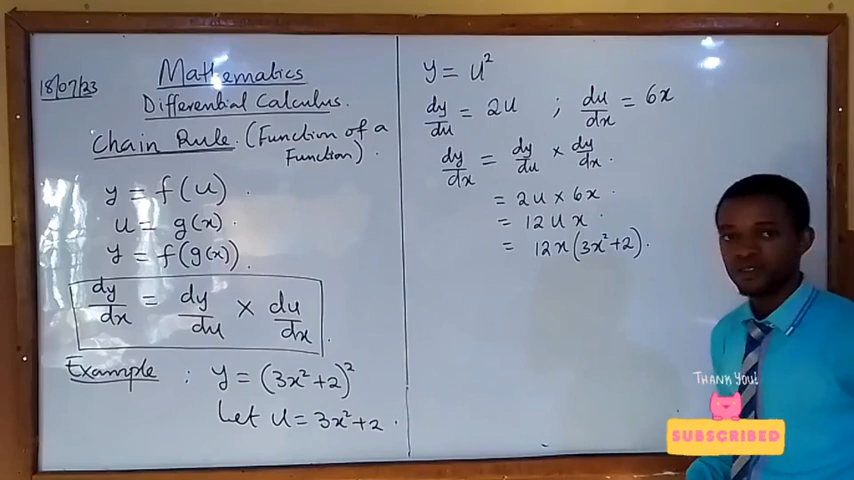 18/07/23
Mathematics
Differential Calculus.
Chain Rule. (Function of a
Function).
y = f(u).
u = g(x).
y = f(g(x)).
dy/dx = dy/du × du/dx.
Example : y = (3x²+2)²
Let u = 3x²+2.
y = u²
dy/du = 2u ; du/dx = 6x
dy/dx = dy/du × dy/dx.
= 2u × 6x.
= 12ux.
= 12x(3x²+2).
THANK YOU!
SUBSCRIBED